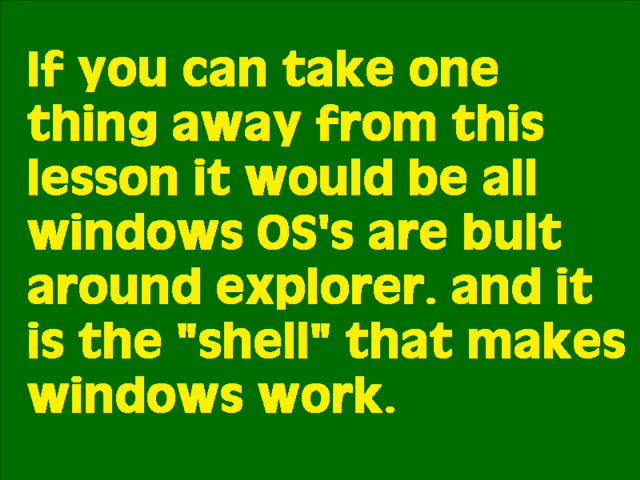 If you can take one
thing away from this
lesson it would be all
windows OS's are bult
around explorer. and it
is the "shell" that makes
windows work.